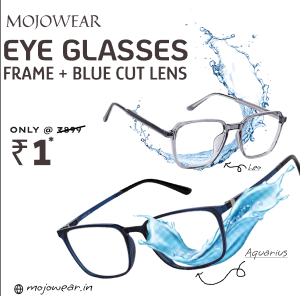 MOJOWEAR
EYE GLASSES
FRAME + BLUE CUT LENS
ONLY @ ₹899
₹1*
Leo
Aquarius
mojowear.in